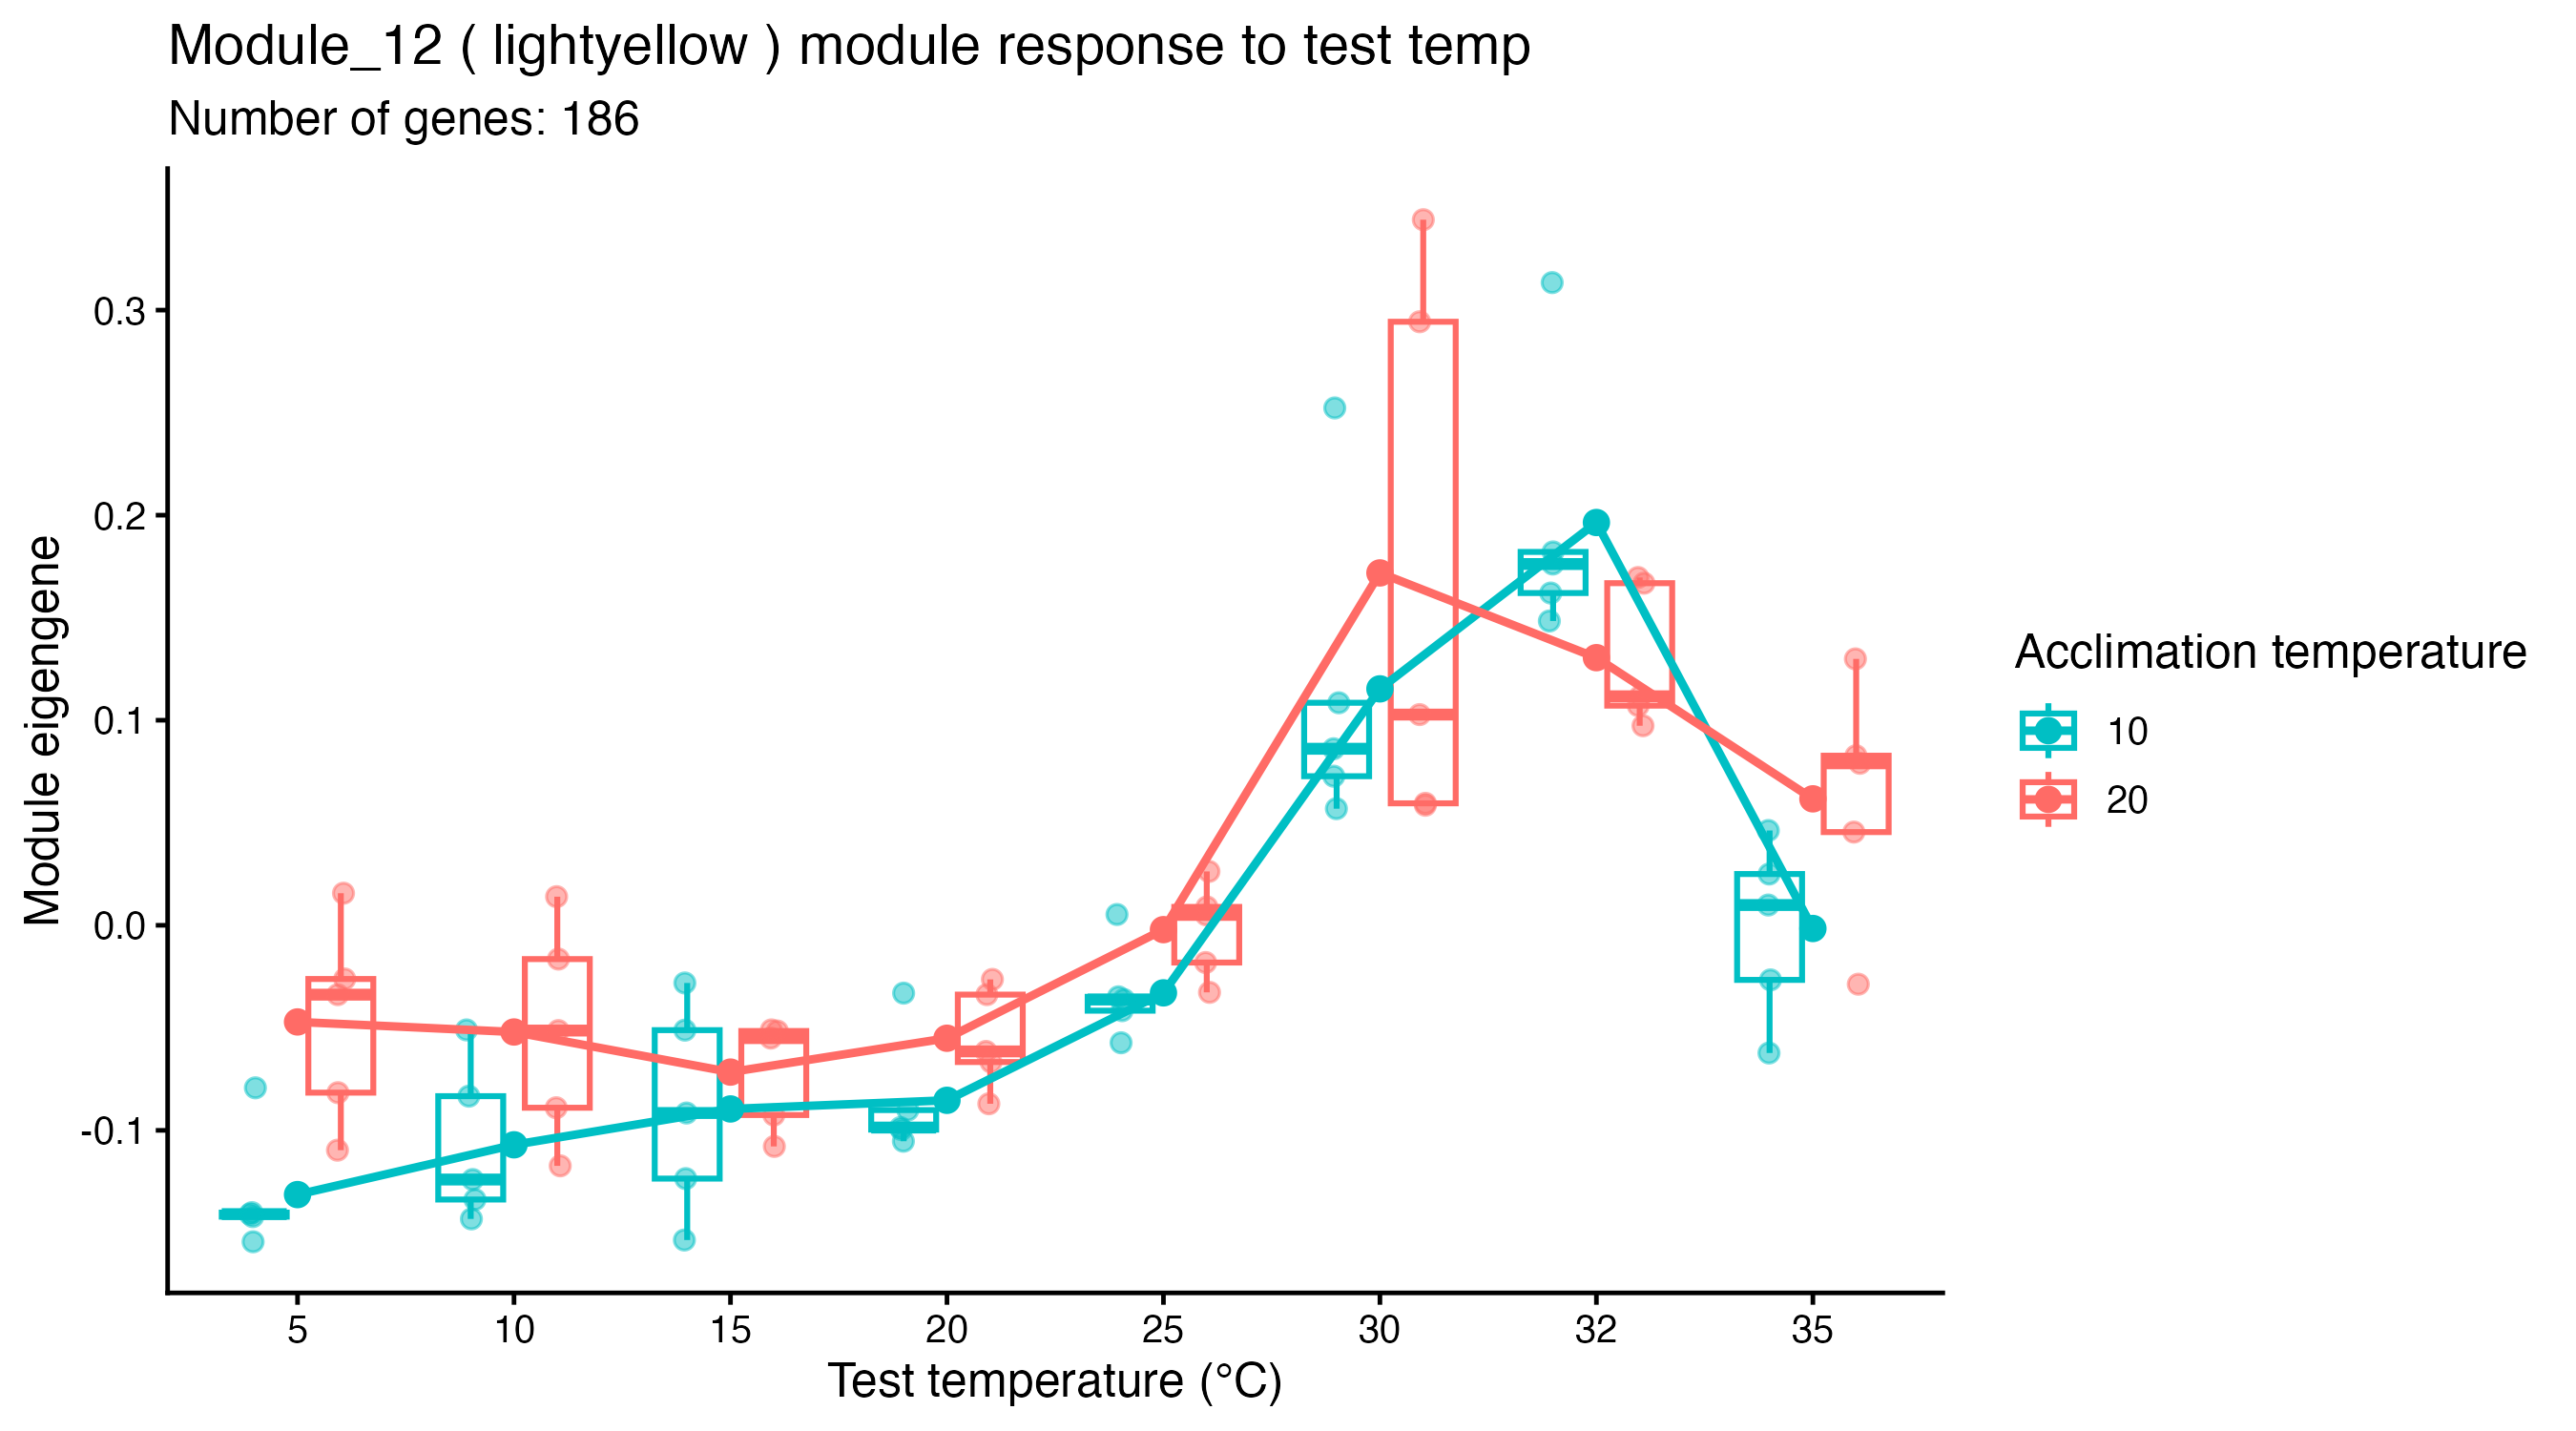 Module_12 ( lightyellow ) module response to test temp
Number of genes: 186
Module eigengene
0.3
0.2
0.1
0.0
-0.1
5 10 15 20 25 30 32 35
Test temperature (°C)
Acclimation temperature
10
20